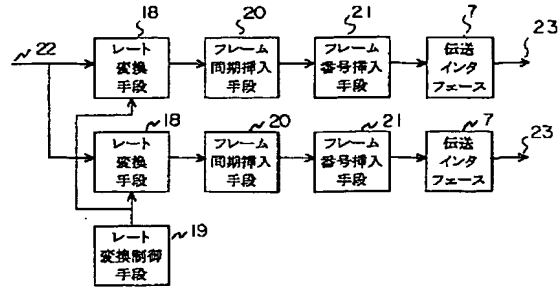 18
20
21
7
23
22
レート
変換
手段
フレーム
同期挿入
手段
フレーム
番号挿入
手段
伝送
インタ
フェース
18
20
21
7
23
レート
変換
手段
フレーム
同期挿入
手段
フレーム
番号挿入
手段
伝送
インタ
フェース
レート
変換制御
手段
19